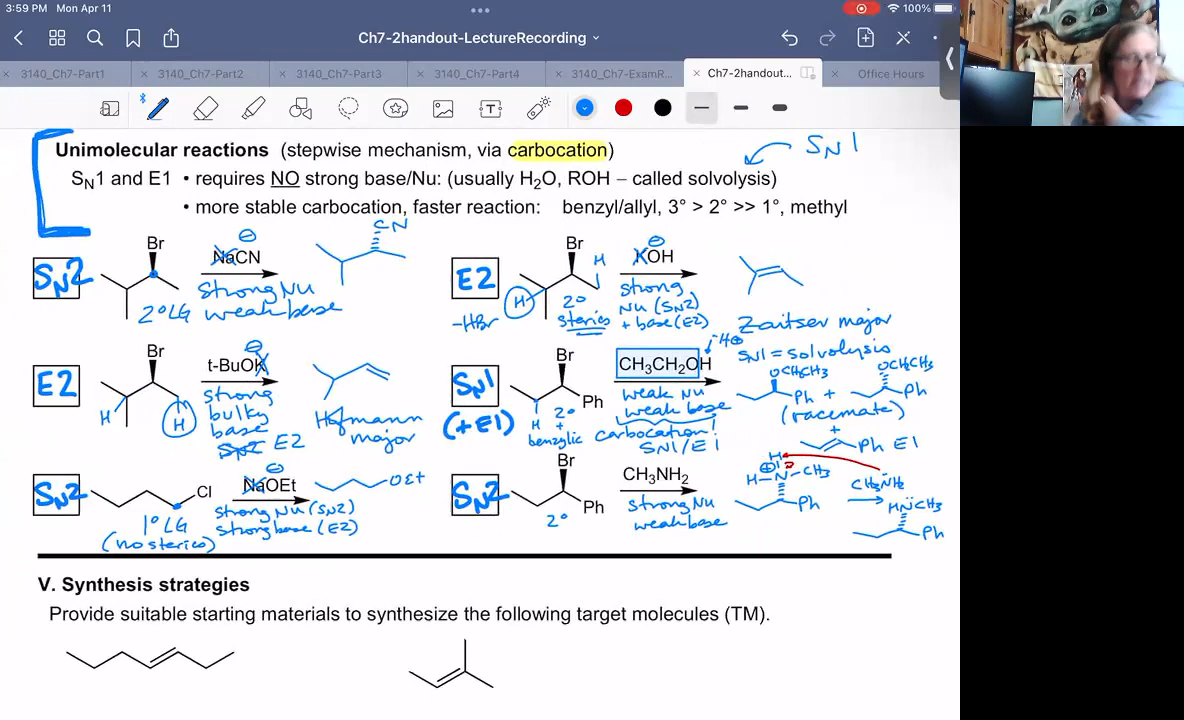 3:59 PM Mon Apr 11
100%
Ch7-2handout-LectureRecording
3140_Ch7-Part1
3140_Ch7-Part2
3140_Ch7-Part3
3140_Ch7-Part4
3140_Ch7-ExamR...
Ch7-2handout...
Office Hours
Unimolecular reactions (stepwise mechanism, via carbocation)
SN1
SN1 and E1 • requires NO strong base/Nu: (usually H2O, ROH – called solvolysis)
• more stable carbocation, faster reaction: benzyl/allyl, 3° > 2° >> 1°, methyl
SN2
Br
2° LG
⊖
NaCN
strong Nu
weak base
CN
E2
-HBr
Br
H
H
2°
sterics
⊖
KOH
strong
Nu (SN2)
+ base (E2)
Zaitsev major
E2
Br
H
H
⊖
t-BuOK
strong
bulky
base
SN2 E2
Hofmann
major
SN1
(+E1)
Br
Ph
H
2°
+
benzylic
-H⊕
CH3CH2OH
weak Nu
weak base
carbocation!
SN1/E1
SN1 = solvolysis
OCH2CH3
Ph
+
OCH2CH3
Ph
(racemate)
+
Ph E1
SN2
Cl
1° LG
(no sterics)
⊖
NaOEt
strong Nu (SN2)
strong base (E2)
OEt
SN2
Br
Ph
2°
CH3NH2
strong Nu
weak base
H
⊕
H-N-CH3
Ph
CH3NH2
HNCH3
Ph
V. Synthesis strategies
Provide suitable starting materials to synthesize the following target molecules (TM).